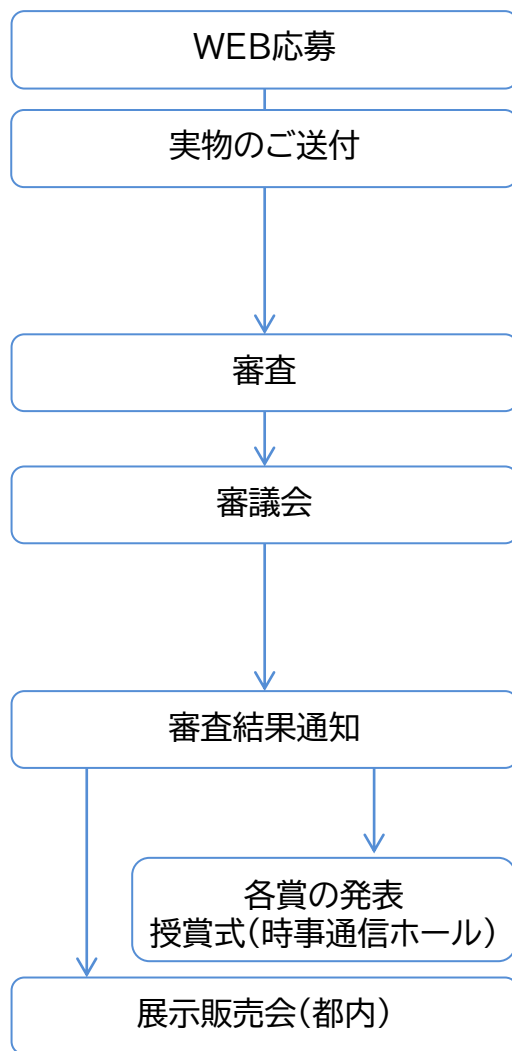 WEB応募
実物のご送付
審査
審議会
審査結果通知
各賞の発表
授賞式(時事通信ホール)
展示販売会(都内)